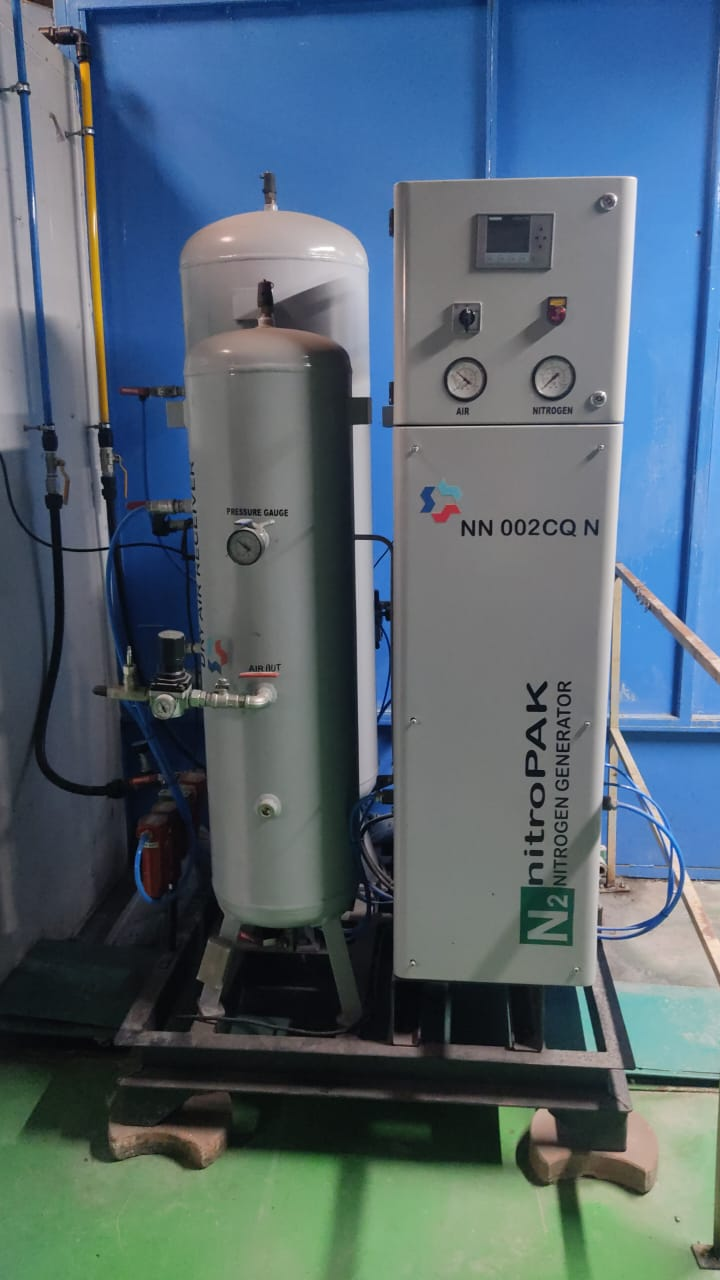 AIR
NITROGEN
NN 002CQ N
PRESSURE GAUGE
AIR OUT
nitroPAK
NITROGEN GENERATOR
N2